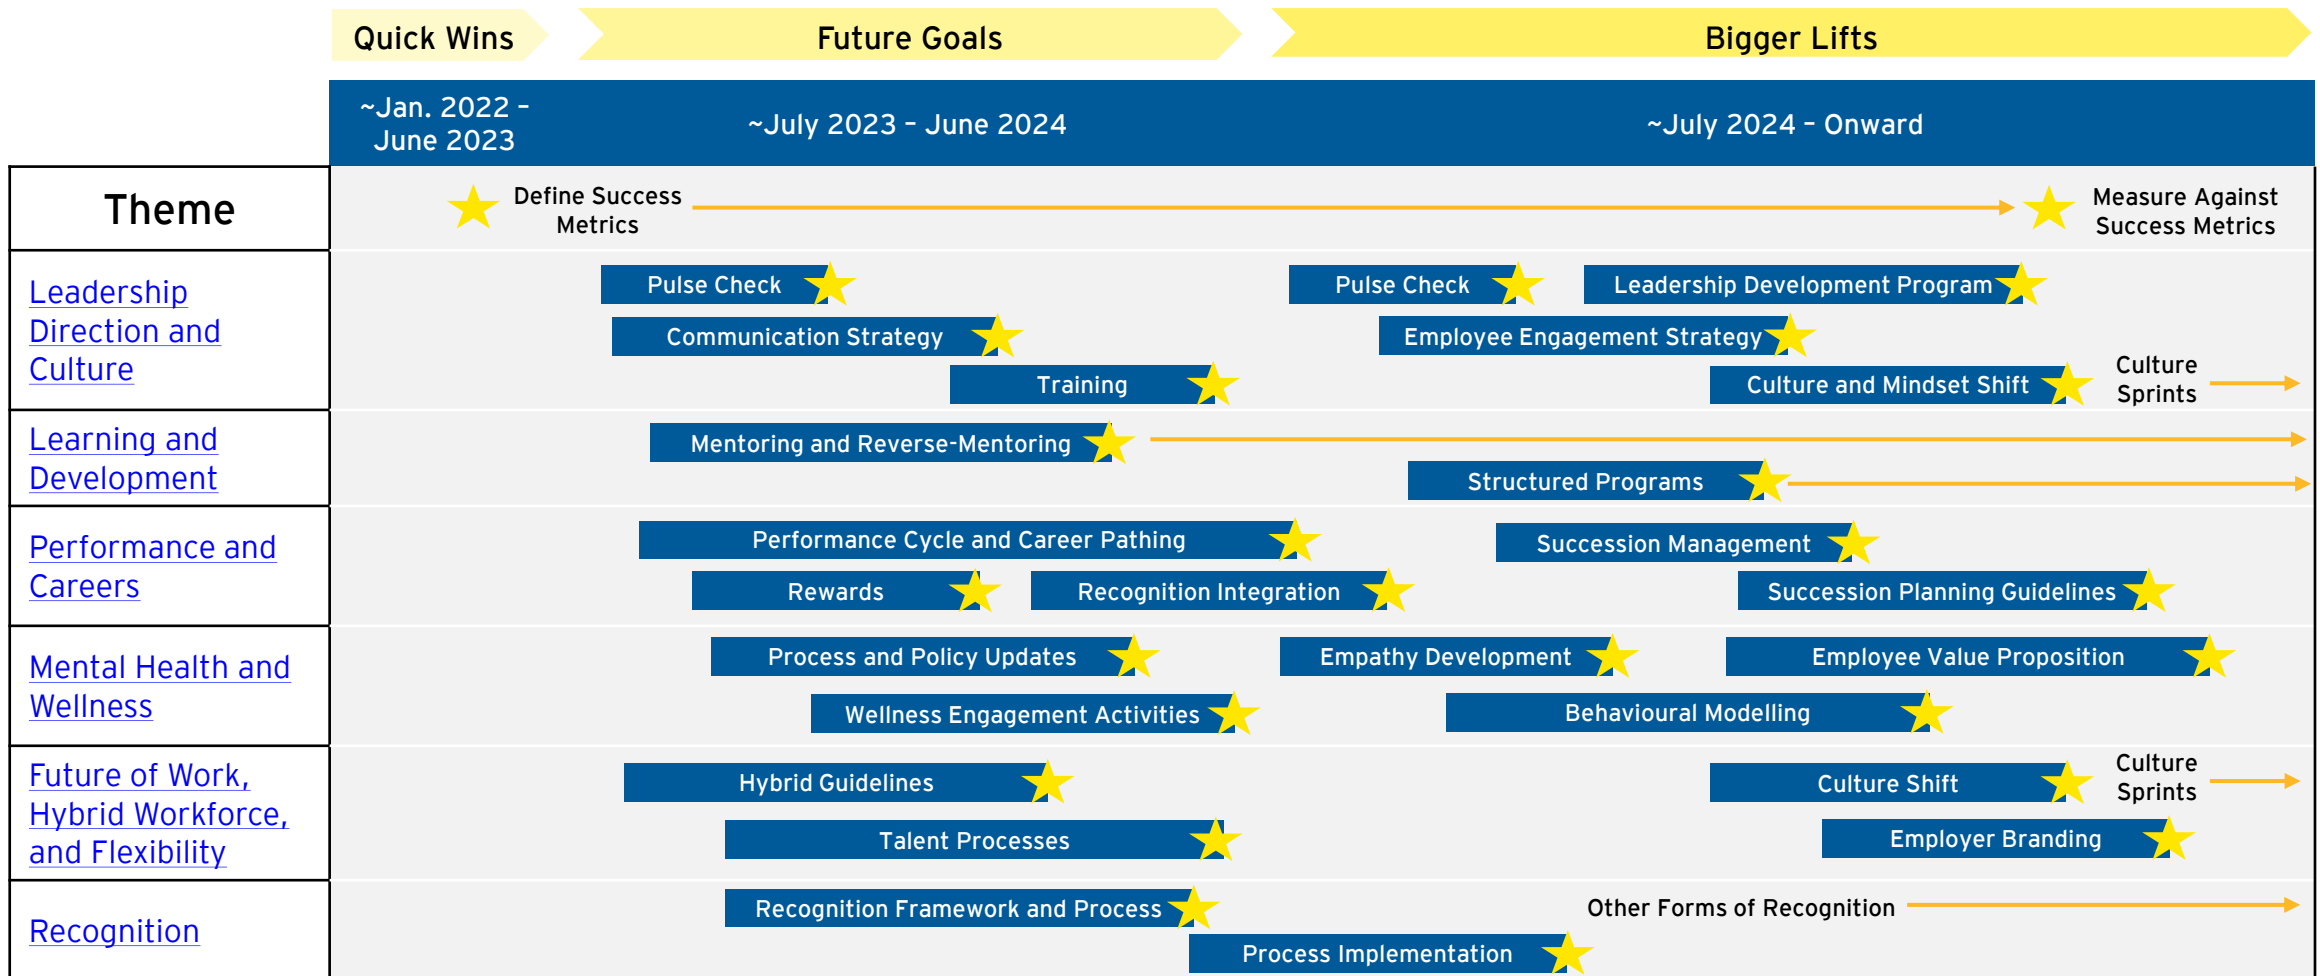 Quick Wins
Future Goals
Bigger Lifts
~Jan. 2022 –
June 2023
~July 2023 – June 2024
~July 2024 – Onward
Theme
Define Success
Metrics
Measure Against
Success Metrics
Leadership
Direction and
Culture
Pulse Check
Pulse Check
Leadership Development Program
Communication Strategy
Employee Engagement Strategy
Training
Culture and Mindset Shift
Culture
Sprints
Learning and
Development
Mentoring and Reverse-Mentoring
Structured Programs
Performance and
Careers
Performance Cycle and Career Pathing
Succession Management
Rewards
Recognition Integration
Succession Planning Guidelines
Mental Health and
Wellness
Process and Policy Updates
Empathy Development
Employee Value Proposition
Wellness Engagement Activities
Behavioural Modelling
Future of Work,
Hybrid Workforce,
and Flexibility
Hybrid Guidelines
Culture Shift
Culture
Sprints
Talent Processes
Employer Branding
Recognition
Recognition Framework and Process
Other Forms of Recognition
Process Implementation